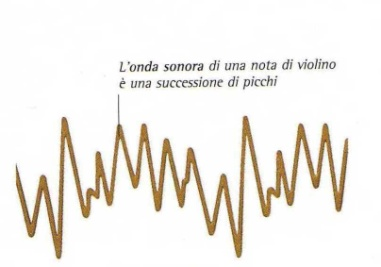 L'onda sonora di una nota di violino
è una successione di picchi